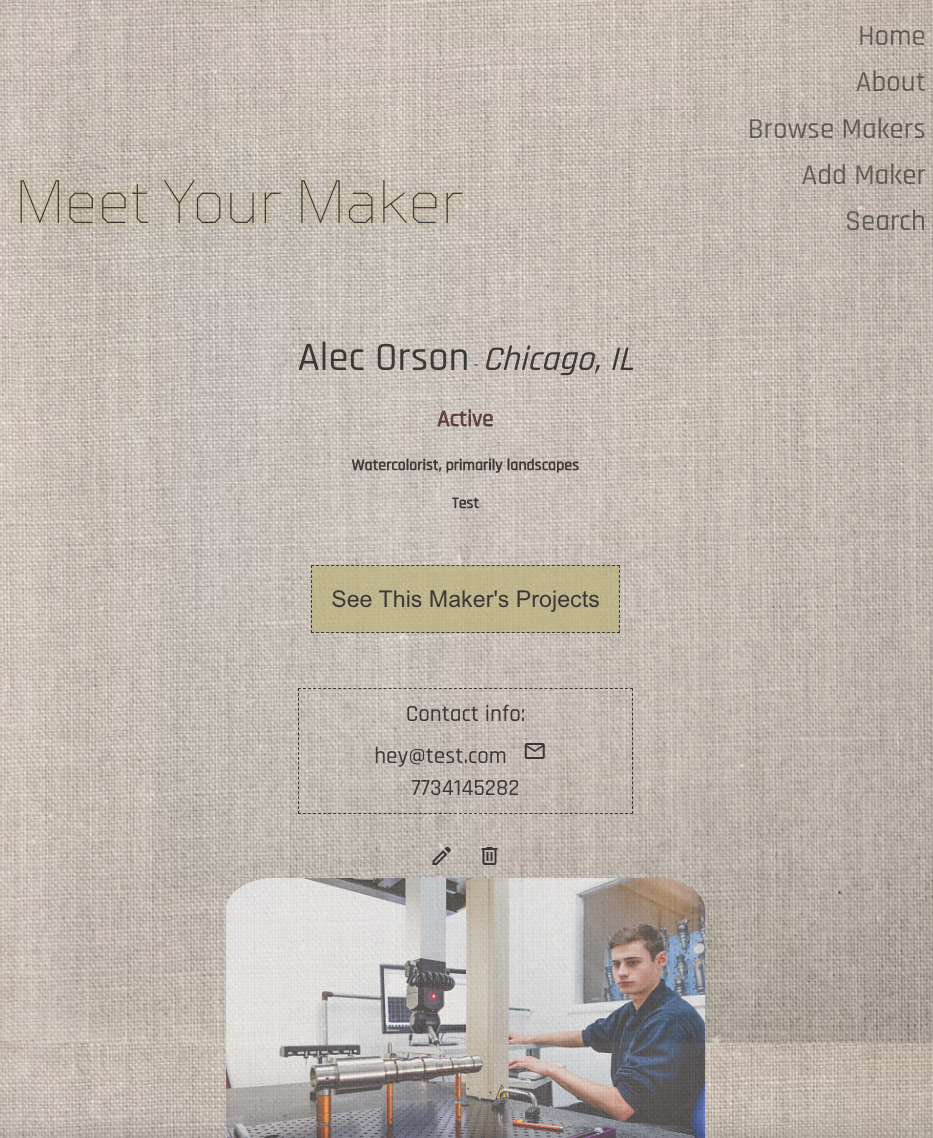 Home
About
Browse Makers
Add Maker
Search
Meet Your Maker
Alec Orson - Chicago, IL
Active
Watercolorist, primarily landscapes
Test
See This Maker's Projects
Contact info:
hey@test.com
7734145282